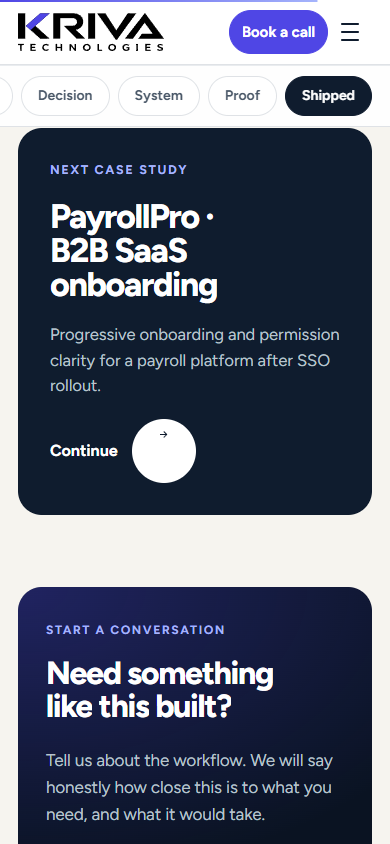 KRIVA
TECHNOLOGIES
Book a call
Decision
System
Proof
Shipped
NEXT CASE STUDY
PayrollPro ·
B2B SaaS
onboarding
Progressive onboarding and permission
clarity for a payroll platform after SSO
rollout.
Continue →
START A CONVERSATION
Need something
like this built?
Tell us about the workflow. We will say
honestly how close this is to what you
need, and what it would take.